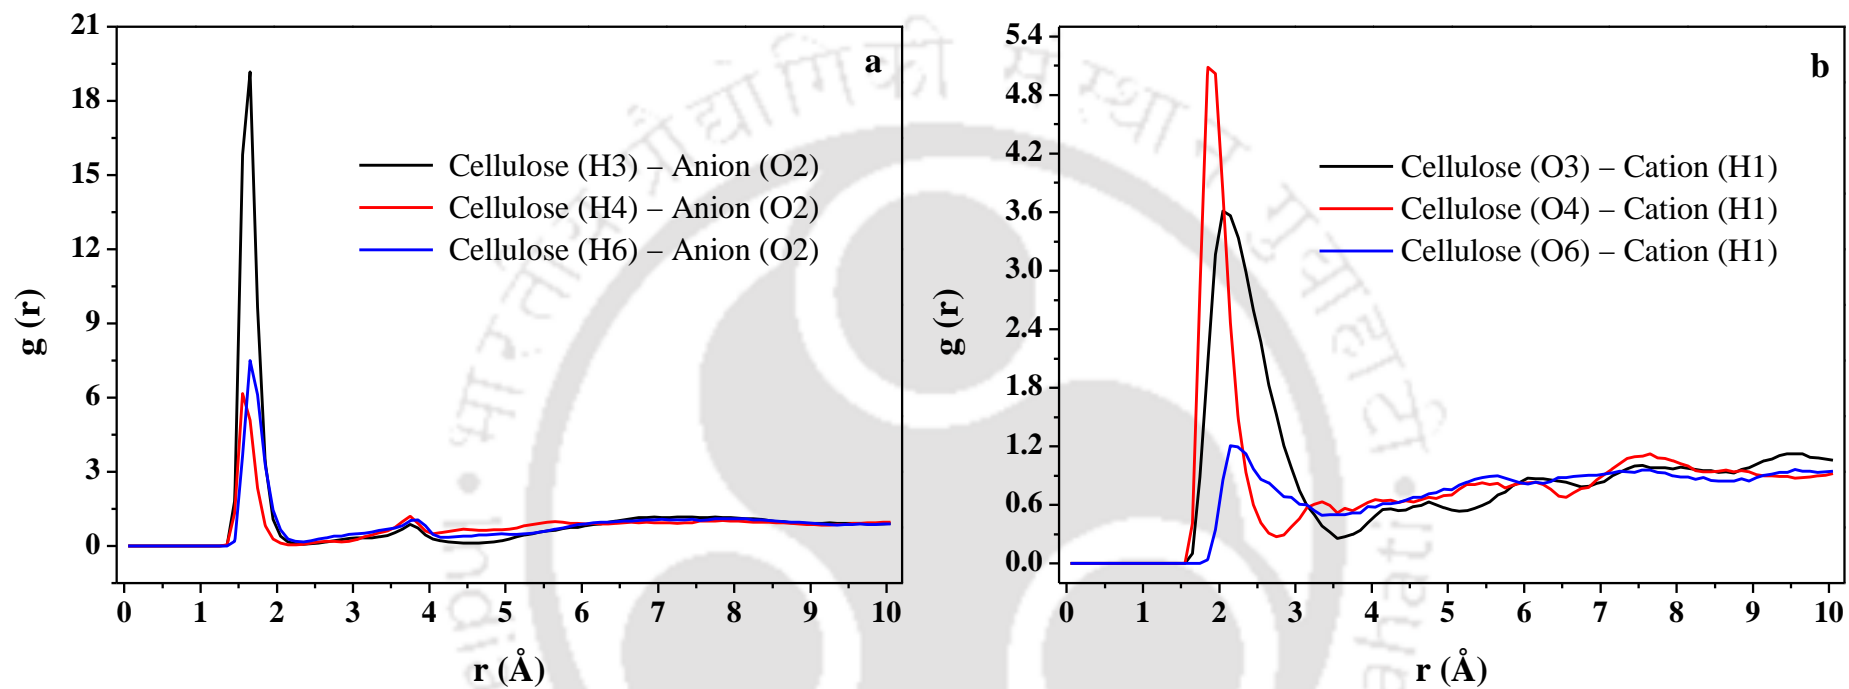 a
21
18
15
12
9
6
3
0
g (r)
Cellulose (H3) – Anion (O2)
Cellulose (H4) – Anion (O2)
Cellulose (H6) – Anion (O2)
0 1 2 3 4 5 6 7 8 9 10
r (Å)
b
5.4
4.8
4.2
3.6
3.0
2.4
1.8
1.2
0.6
0.0
g (r)
Cellulose (O3) – Cation (H1)
Cellulose (O4) – Cation (H1)
Cellulose (O6) – Cation (H1)
0 1 2 3 4 5 6 7 8 9 10
r (Å)